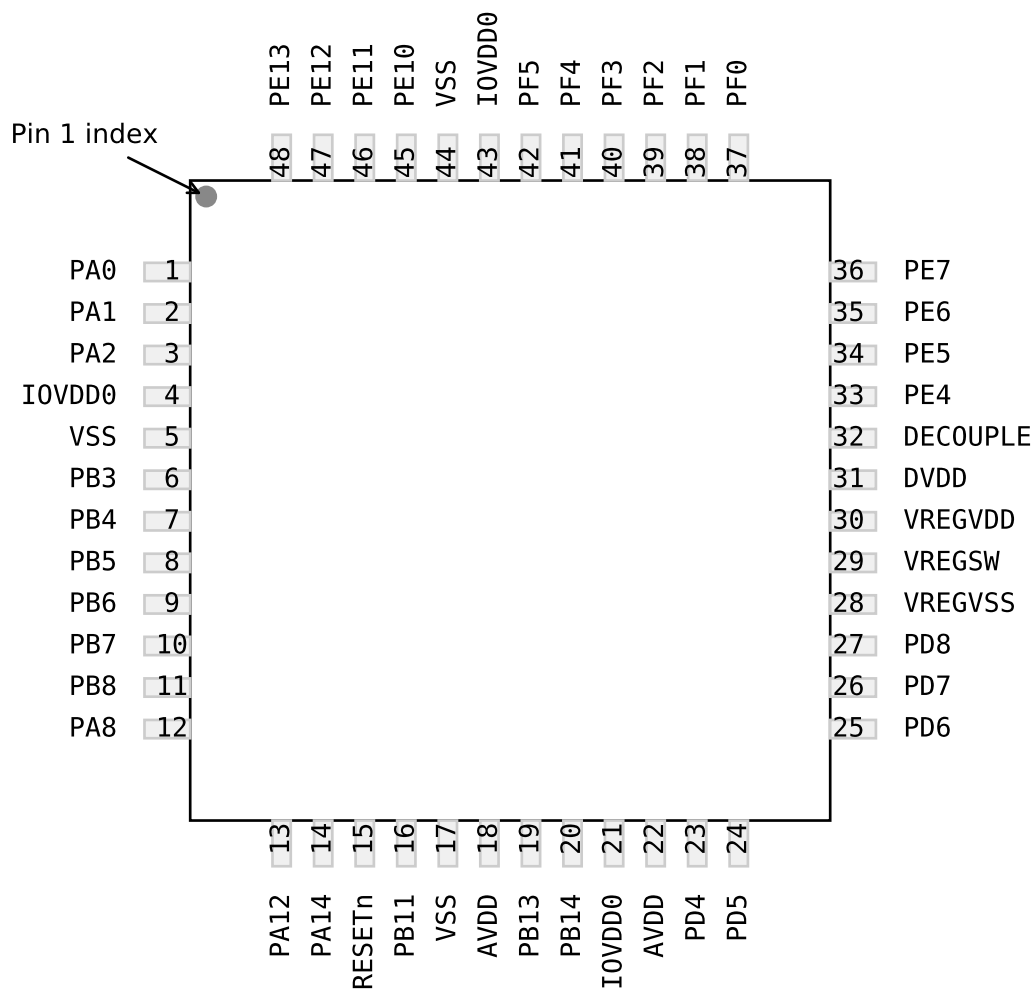 PE13 PE12 PE11 PE10 VSS IOVDD0 PF5 PF4 PF3 PF2 PF1 PF0
Pin 1 index
48 47 46 45 44 43 42 41 40 39 38 37
PA0 1 36 PE7
PA1 2 35 PE6
PA2 3 34 PE5
IOVDD0 4 33 PE4
VSS 5 32 DECOUPLE
PB3 6 31 DVDD
PB4 7 30 VREGVDD
PB5 8 29 VREGSW
PB6 9 28 VREGVSS
PB7 10 27 PD8
PB8 11 26 PD7
PA8 12 25 PD6
13 14 15 16 17 18 19 20 21 22 23 24
PA12 PA14 RESETn PB11 VSS AVDD PB13 PB14 IOVDD0 AVDD PD4 PD5